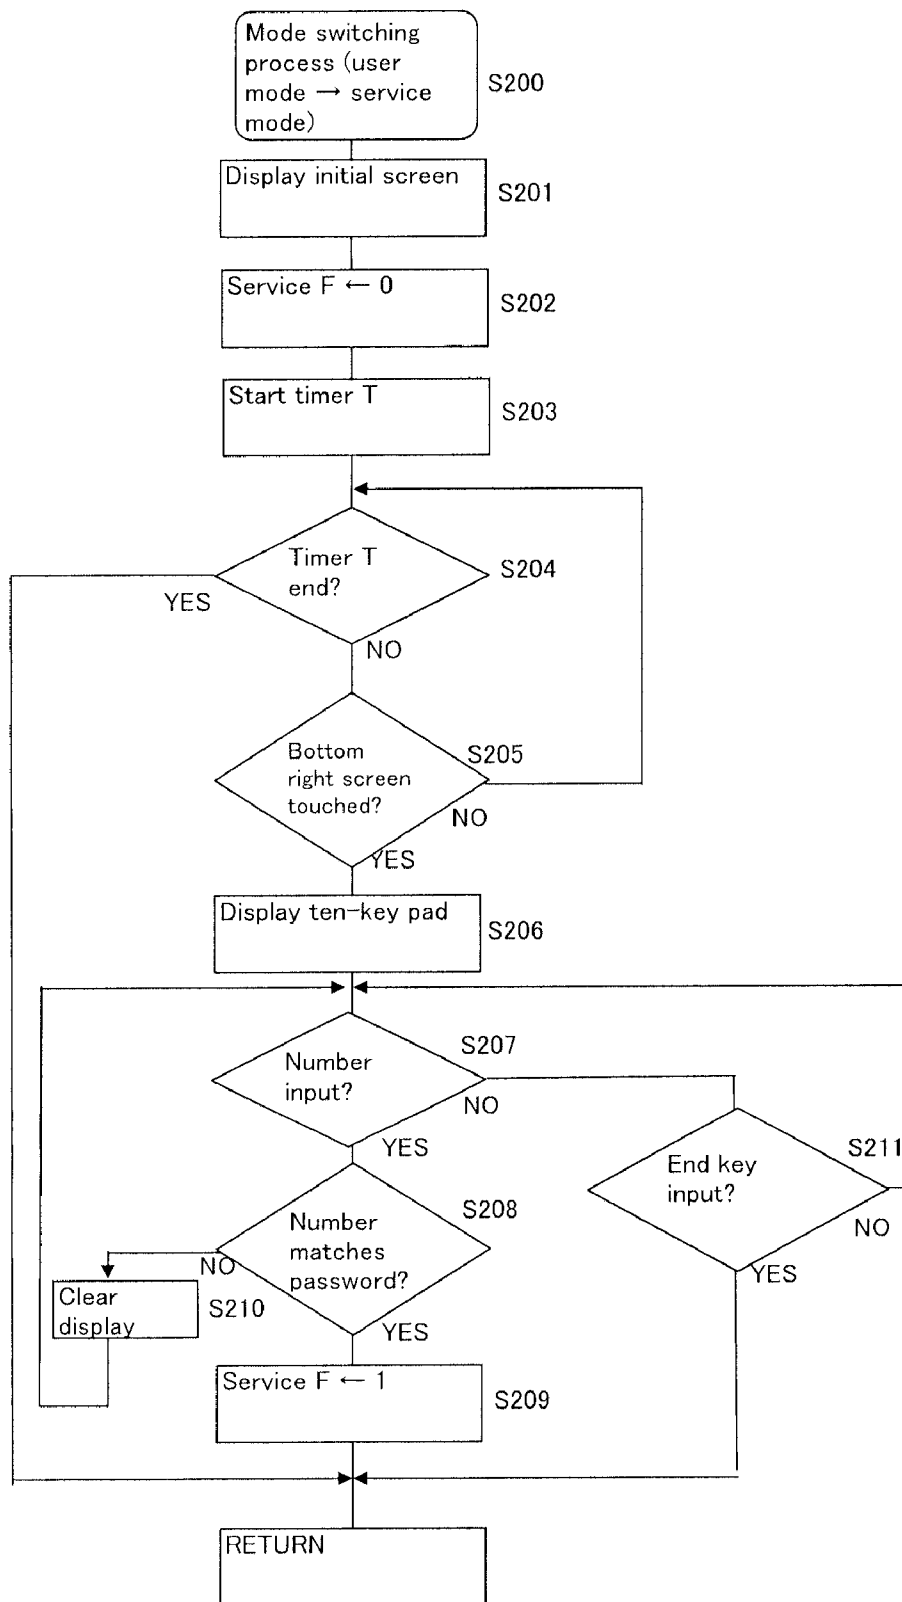 Mode switching
process (user
mode → service
mode)
S200
Display initial screen
S201
Service F ← 0
S202
Start timer T
S203
Timer T
end?
S204
YES
NO
Bottom
right screen
touched?
S205
NO
YES
Display ten-key pad
S206
Number
input?
S207
NO
YES
End key
input?
S211
NO
YES
Number
matches
password?
S208
NO
YES
Clear
display
S210
Service F ← 1
S209
RETURN